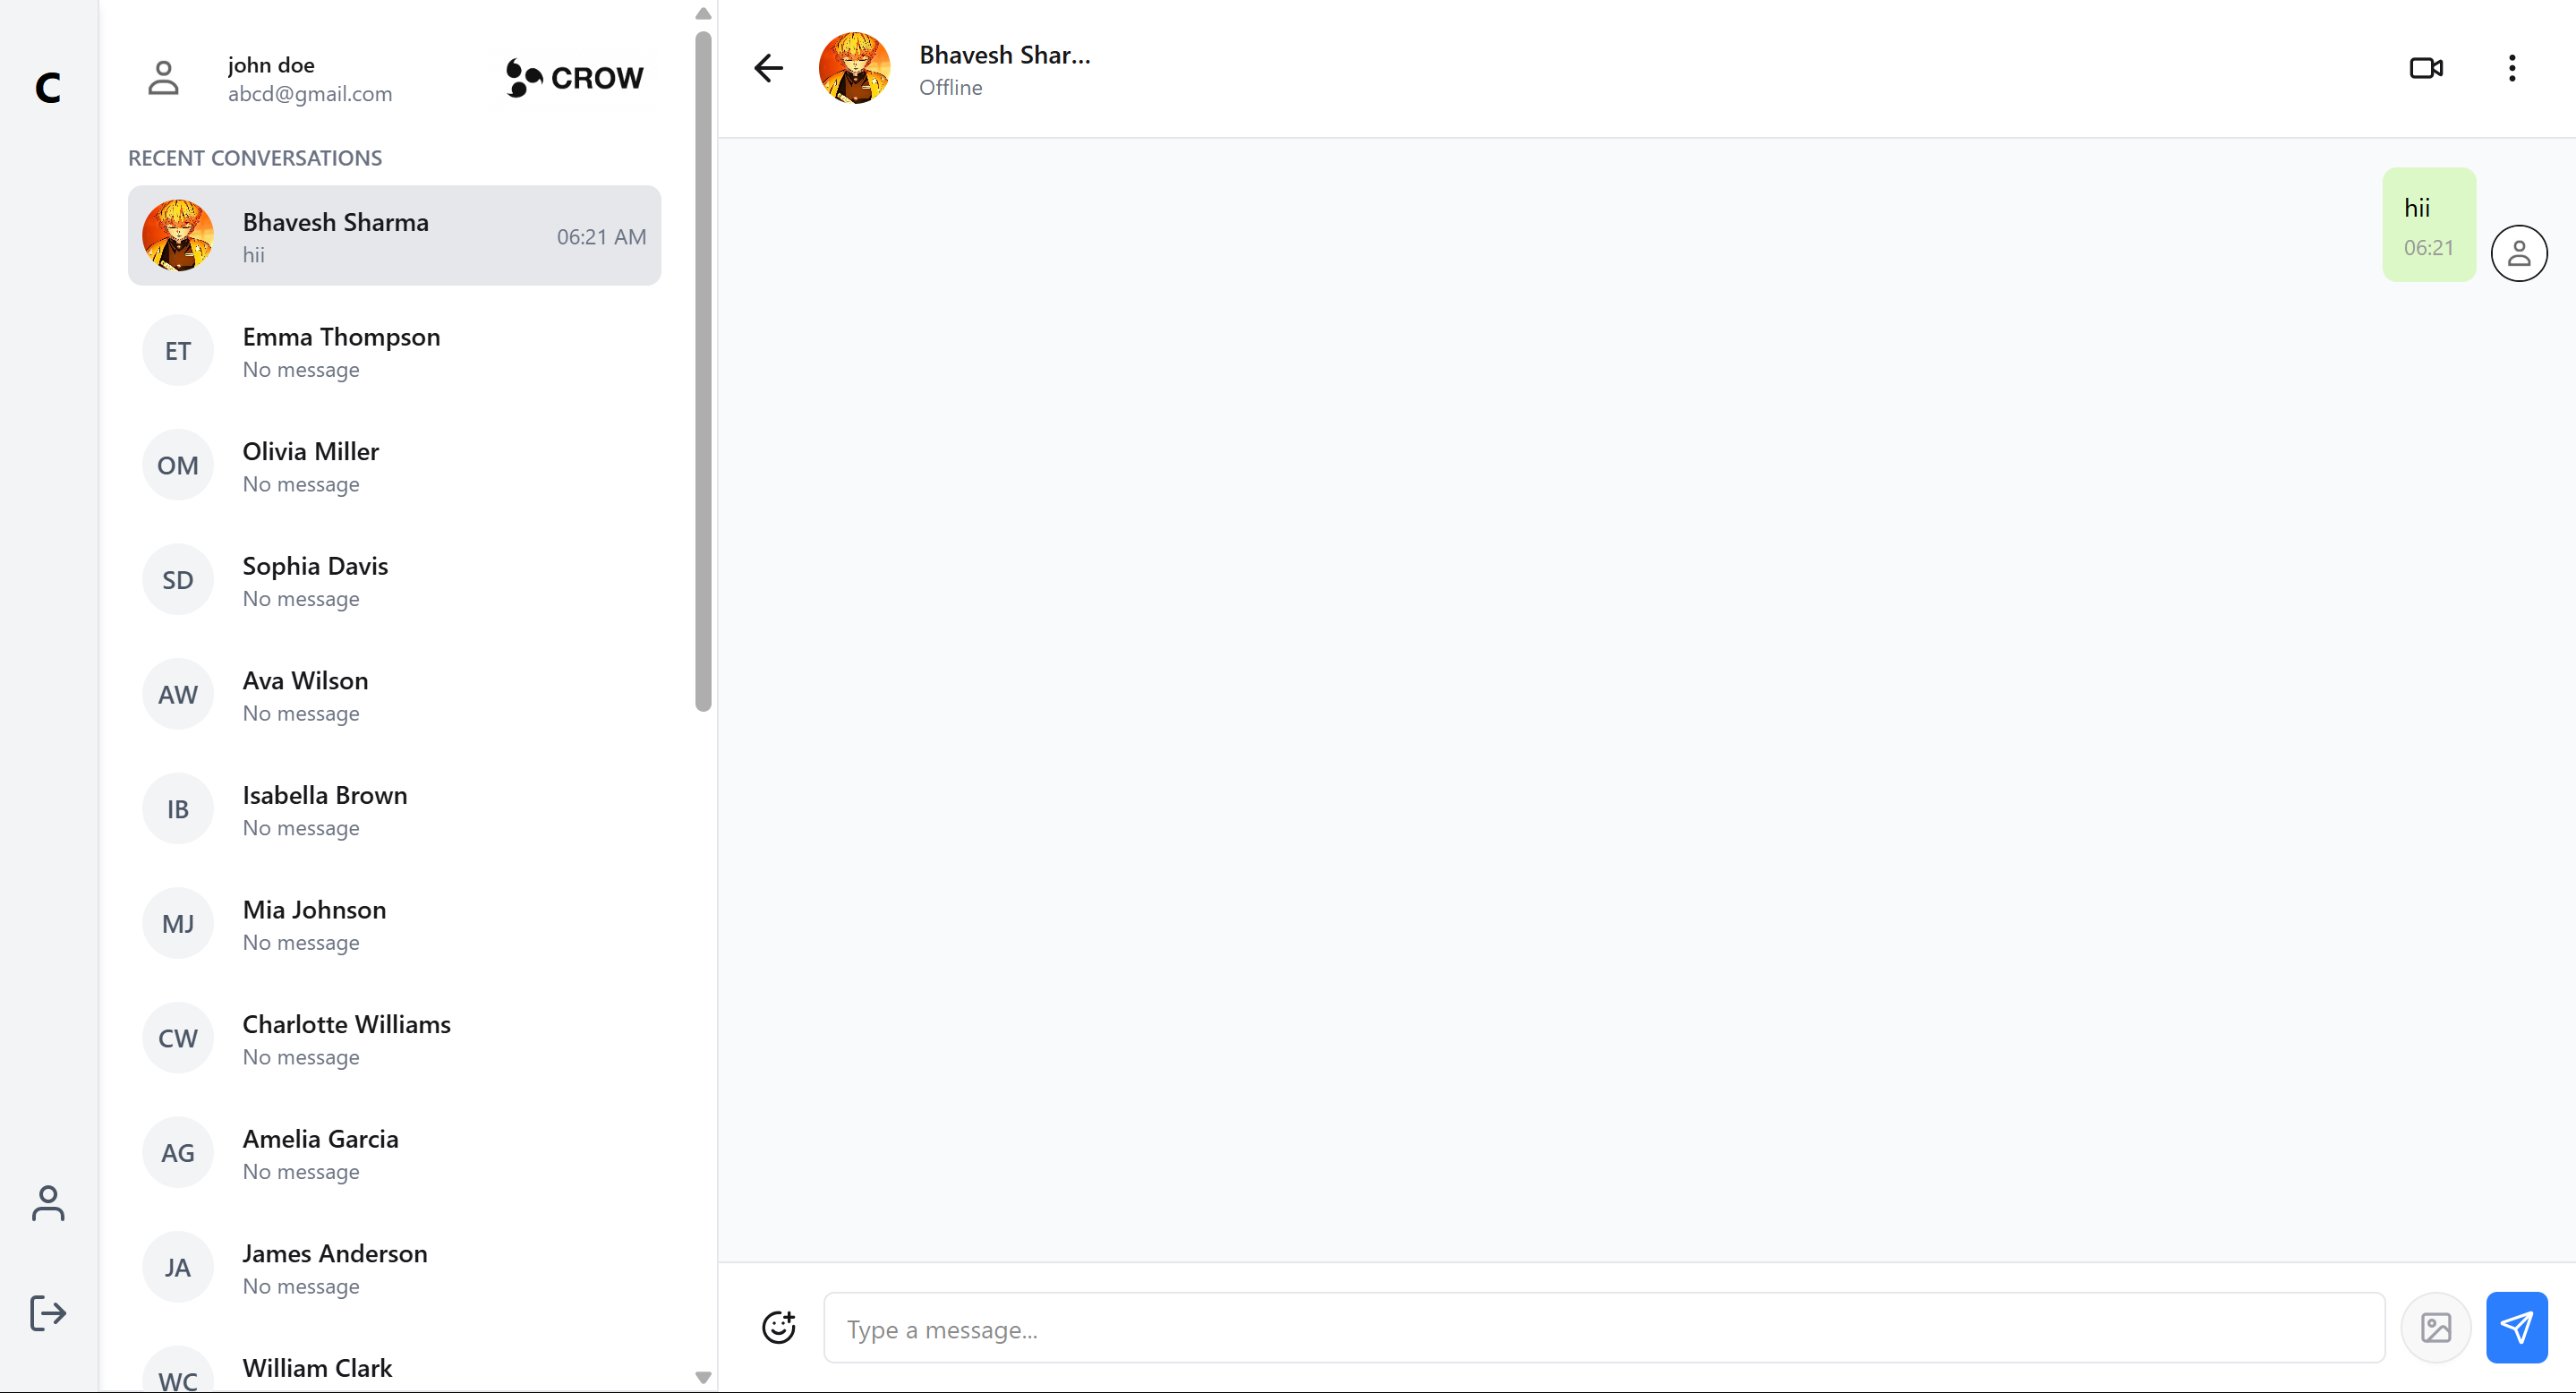 C
john doe
abcd@gmail.com
CROW
RECENT CONVERSATIONS
Bhavesh Sharma
hii
06:21 AM
ET
Emma Thompson
No message
OM
Olivia Miller
No message
SD
Sophia Davis
No message
AW
Ava Wilson
No message
IB
Isabella Brown
No message
MJ
Mia Johnson
No message
CW
Charlotte Williams
No message
AG
Amelia Garcia
No message
JA
James Anderson
No message
WC
William Clark
Bhavesh Shar...
Offline
hii
06:21
Type a message...